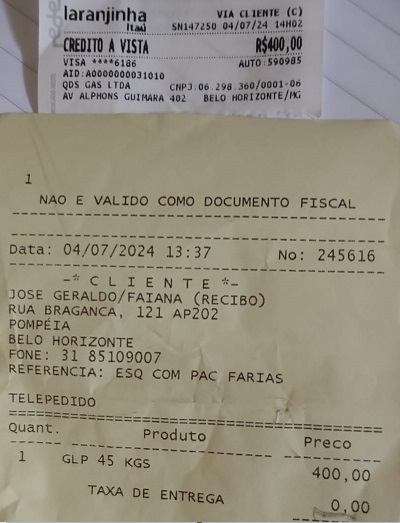 rede
laranjinha
Itaú
VIA CLIENTE (C)
SN147250 04/07/24 14H02
CREDITO A VISTA R$400,00
VISA ****6186 AUTO:590985
AID:A0000000031010
QDS GAS LTDA CNPJ.06.298.360/0001-06
AV ALPHONS GUIMARA 402 BELO HORIZONTE/MG
1
NAO E VALIDO COMO DOCUMENTO FISCAL
Data: 04/07/2024 13:37 No: 245616
-* C L I E N T E *-
JOSE GERALDO/FAIANA (RECIBO)
RUA BRAGANCA, 121 AP202
POMPÉIA
BELO HORIZONTE
FONE: 31 85109007
REFERENCIA: ESQ COM PAC FARIAS
TELEPEDIDO
Quant. Produto Preco
1 GLP 45 KGS 400,00
TAXA DE ENTREGA 0,00